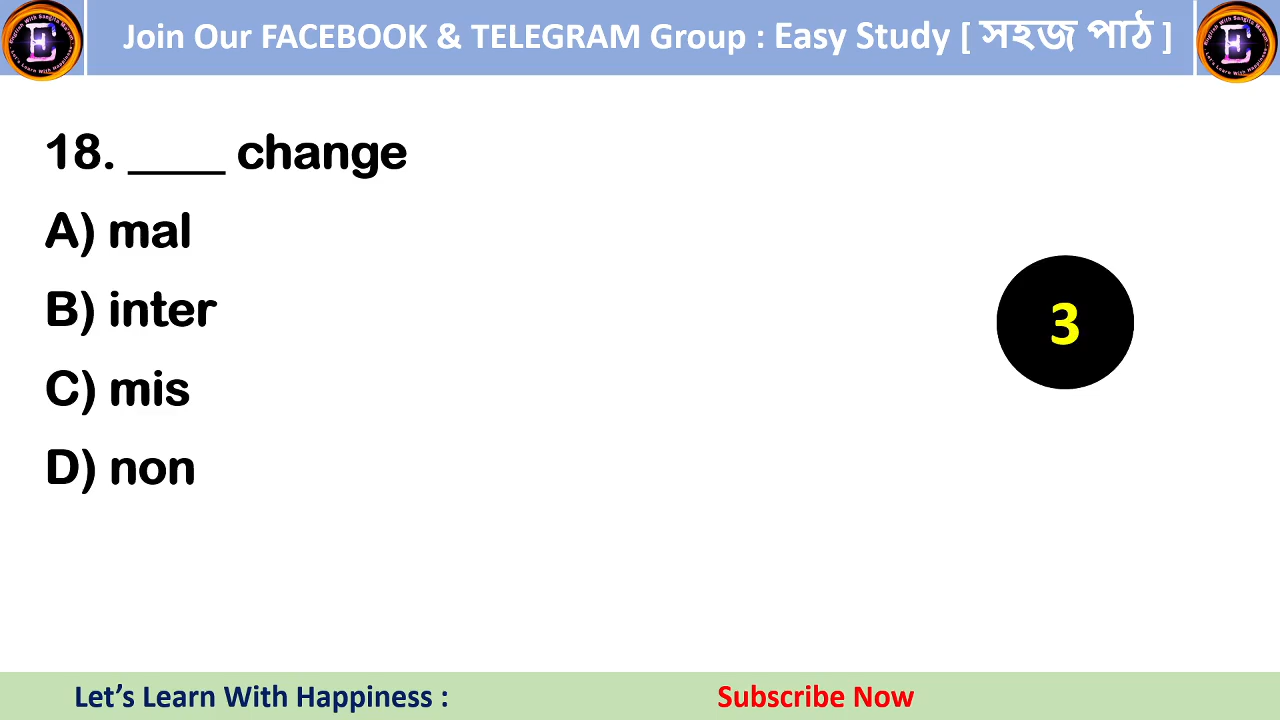 Join Our FACEBOOK & TELEGRAM Group : Easy Study [ সহজ পাঠ ]
18. ____ change
A) mal
B) inter
C) mis
D) non
3
Let’s Learn With Happiness :
Subscribe Now